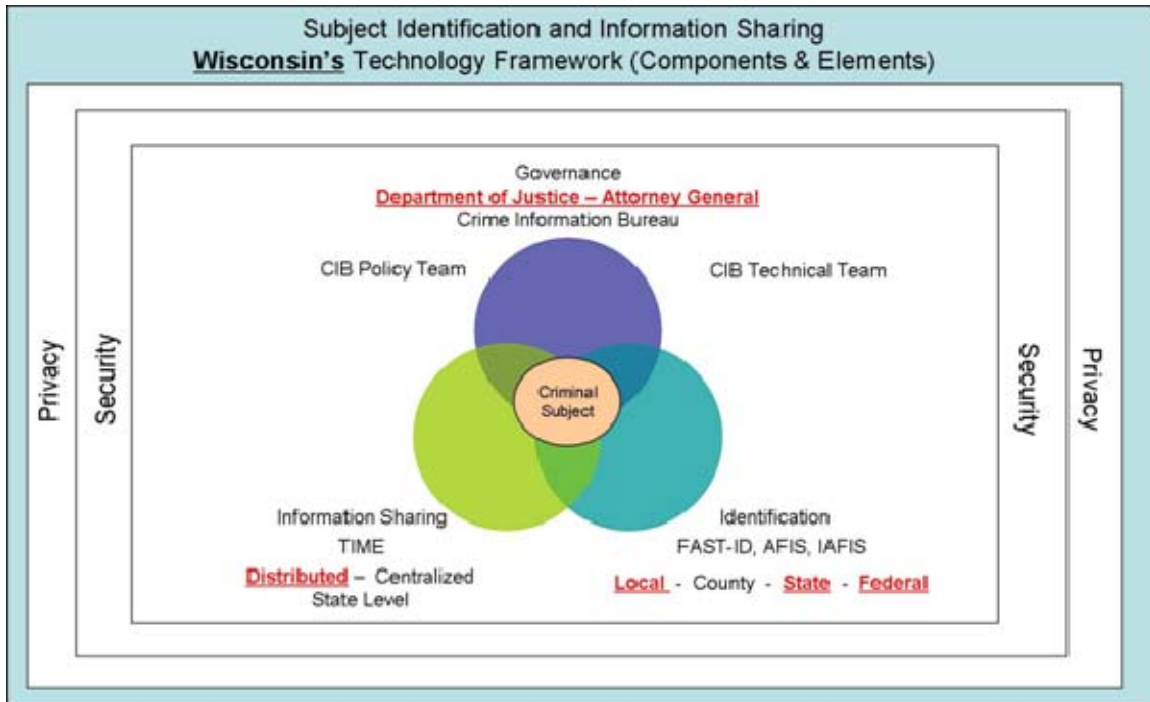 Subject Identification and Information Sharing
Wisconsin's Technology Framework (Components & Elements)
Governance
Department of Justice – Attorney General
Crime Information Bureau
CIB Policy Team
CIB Technical Team
Privacy
Security
Criminal
Subject
Security
Privacy
Information Sharing
TIME
Distributed – Centralized
State Level
Identification
FAST-ID, AFIS, IAFIS
Local - County - State - Federal